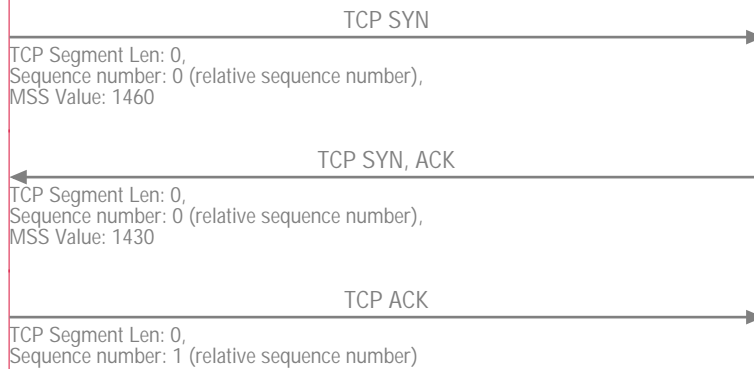 TCP SYN
TCP Segment Len: 0,
Sequence number: 0 (relative sequence number),
MSS Value: 1460
TCP SYN, ACK
TCP Segment Len: 0,
Sequence number: 0 (relative sequence number),
MSS Value: 1430
TCP ACK
TCP Segment Len: 0,
Sequence number: 1 (relative sequence number)